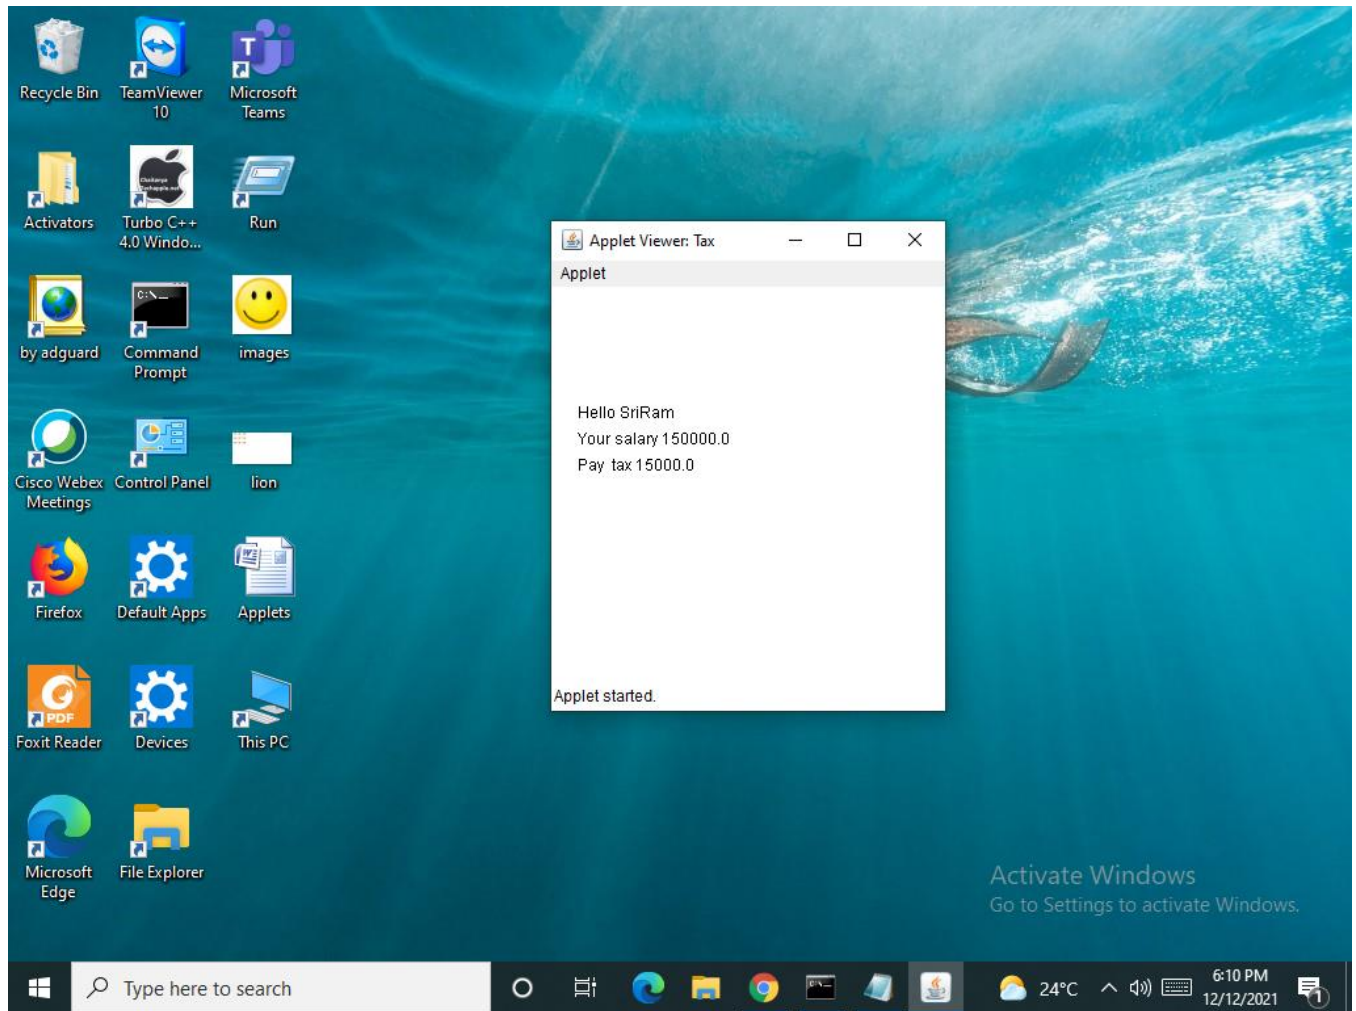 Recycle Bin
TeamViewer
10
Microsoft
Teams
Activators
Turbo C++
4.0 Windo...
Run
by adguard
Command
Prompt
images
Cisco Webex
Meetings
Control Panel
lion
Firefox
Default Apps
Applets
PDF
Foxit Reader
Devices
This PC
Microsoft
Edge
File Explorer
Applet Viewer: Tax
Applet
Hello SriRam
Your salary 150000.0
Pay tax 15000.0
Applet started.
Activate Windows
Go to Settings to activate Windows.
Type here to search
24°C
6:10 PM
12/12/2021
1